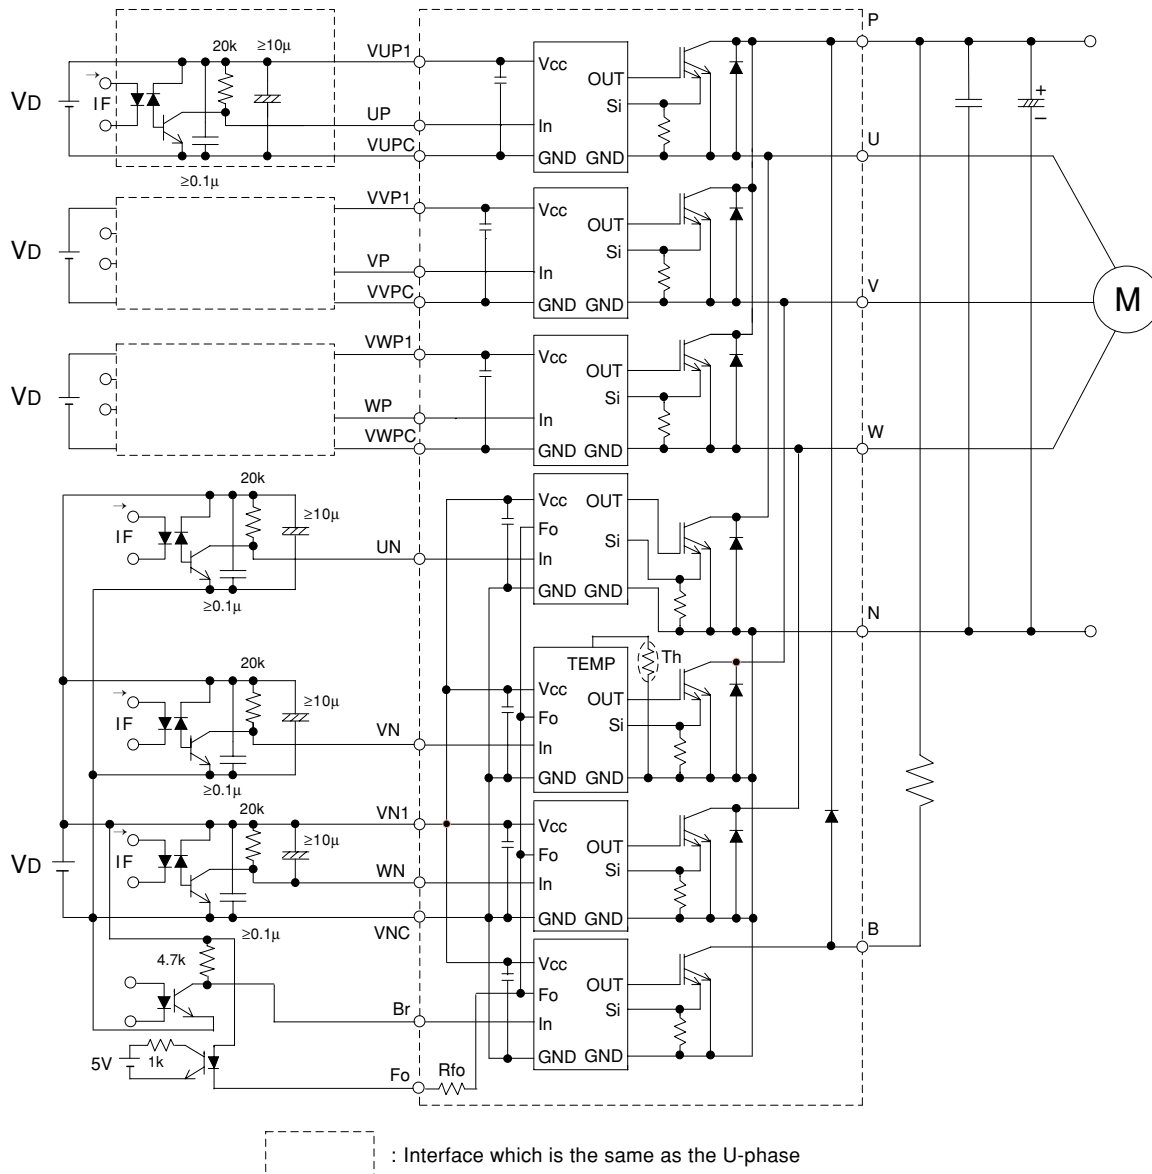 P
20k
≥10µ
VUP1
Vcc
OUT
VD
IF
Si
+
–
UP
In
U
VUPC
GND GND
≥0.1µ
VVP1
Vcc
OUT
VD
Si
VP
In
V
VVPC
GND GND
M
VWP1
Vcc
OUT
VD
Si
WP
In
W
VWPC
GND GND
20k
≥10µ
IF
Vcc
OUT
Fo
Si
UN
In
GND GND
≥0.1µ
N
TEMP
Th
20k
≥10µ
IF
Vcc
OUT
Fo
Si
VN
In
GND GND
≥0.1µ
20k
VN1
Vcc
≥10µ
IF
OUT
VD
Fo
Si
WN
In
VNC
GND GND
≥0.1µ
B
4.7k
Vcc
OUT
Fo
Si
Br
In
5V
1k
GND GND
Fo
Rfo
: Interface which is the same as the U-phase